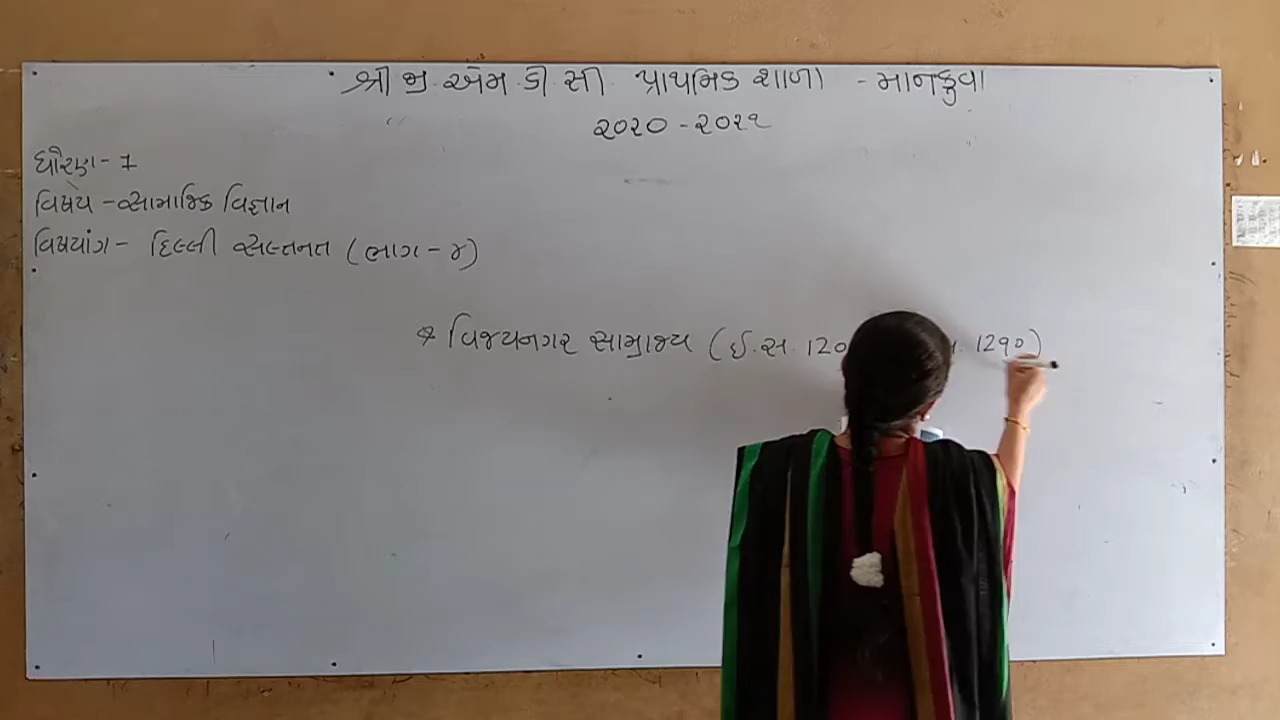 શ્રી જી. એમ. ડી. સી. પ્રાથમિક શાળા - માનકુવા
૨૦૨૦ - ૨૦૨૧
ધોરણ - 7
વિષય - સામાજિક વિજ્ઞાન
વિષયાંગ - દિલ્લી સલ્તનત (ભાગ - ૪)
* વિજયનગર સામ્રાજ્ય (ઈ.સ. 120 1290)